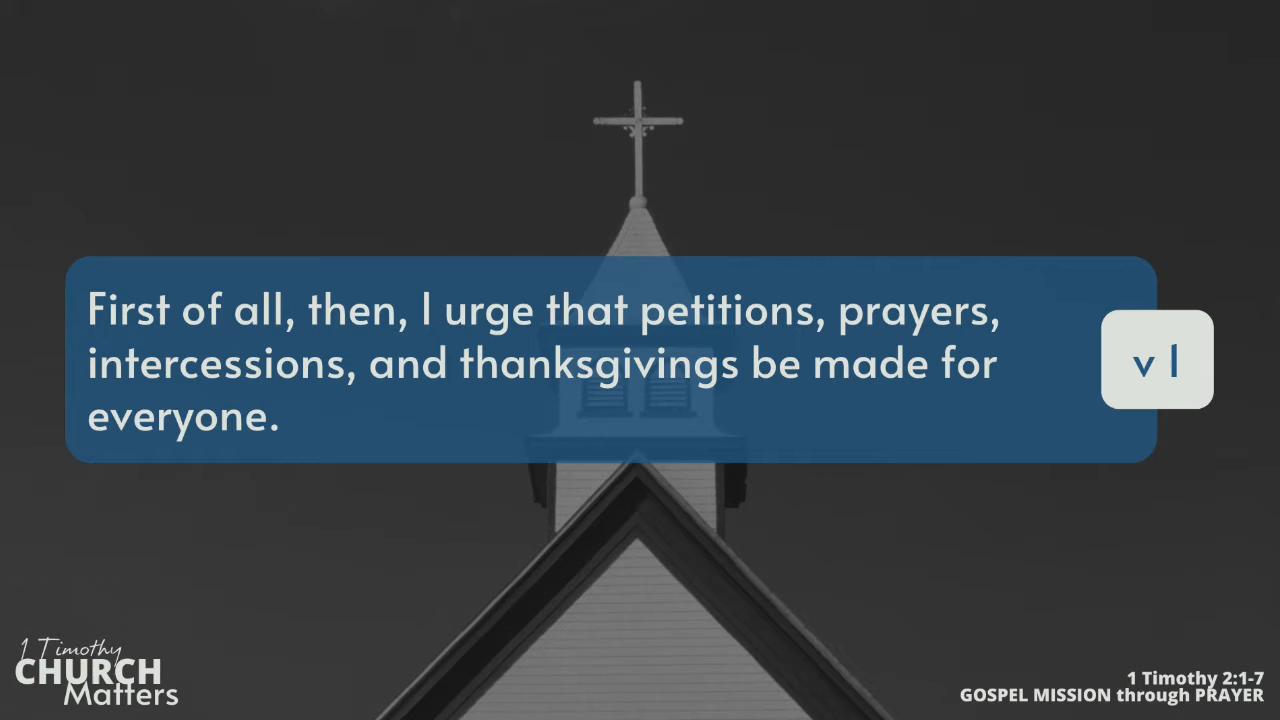 First of all, then, I urge that petitions, prayers,
intercessions, and thanksgivings be made for
everyone.
v 1
1 Timothy
CHURCH
Matters
1 Timothy 2:1-7
GOSPEL MISSION through PRAYER